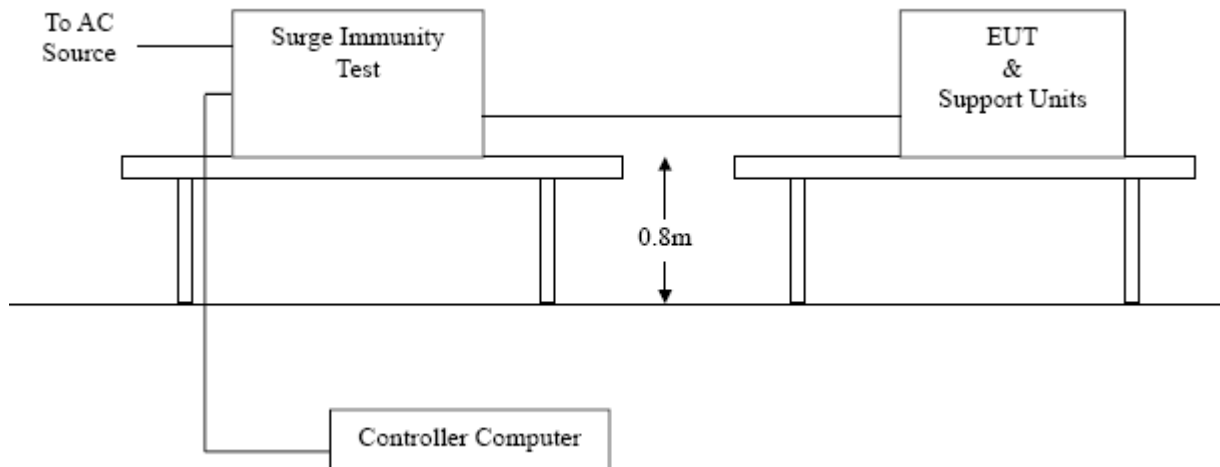 To AC
Source
Surge Immunity
Test
EUT
&
Support Units
0.8m
Controller Computer